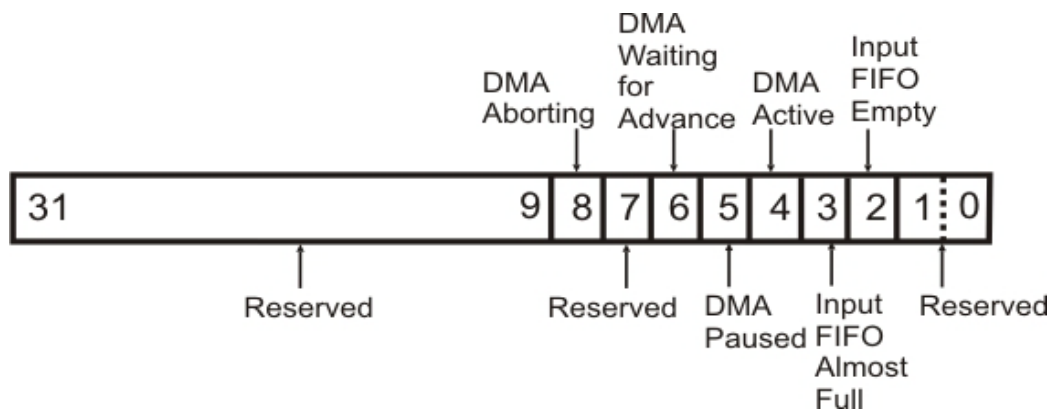 DMA
Waiting
for
Advance
Input
FIFO
Empty
DMA
Aborting
DMA
Active
31 9 8 7 6 5 4 3 2 1 0
Reserved
Reserved
DMA
Paused
Input
FIFO
Almost
Full
Reserved